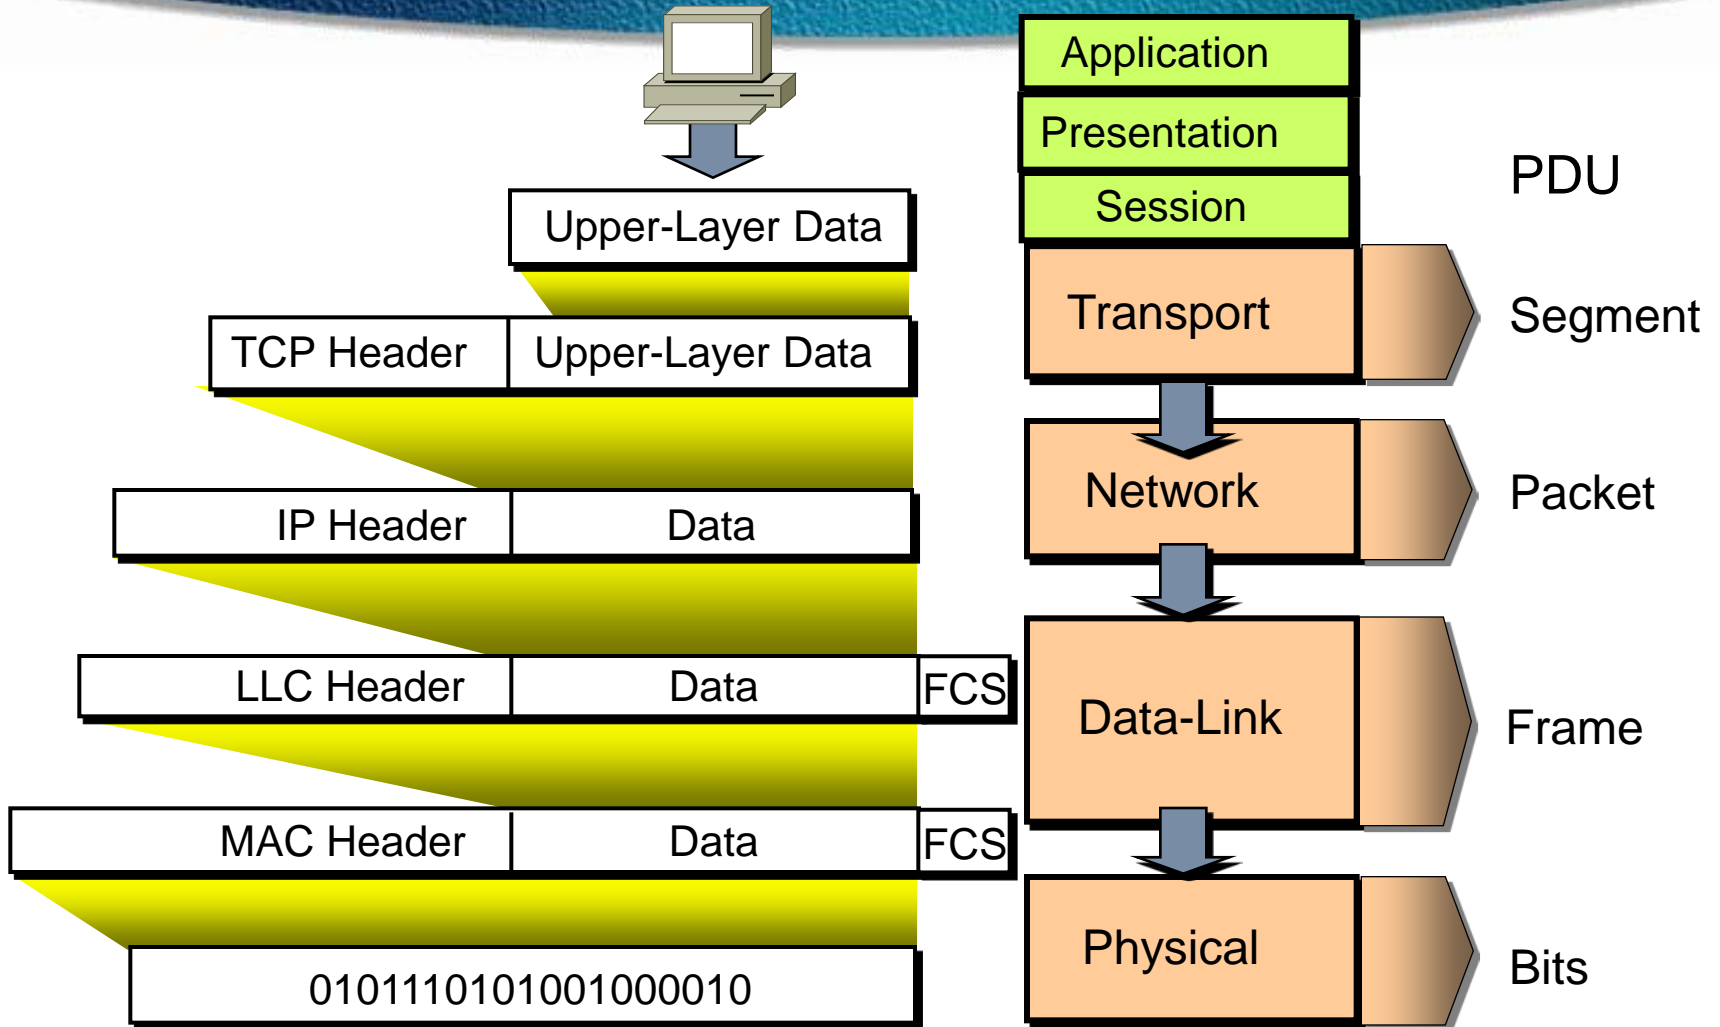 Application
Presentation
Session
PDU
Upper-Layer Data
TCP Header Upper-Layer Data
Transport
Segment
IP Header Data
Network
Packet
LLC Header Data FCS
Data-Link
Frame
MAC Header Data FCS
Physical
Bits
0101110101001000010